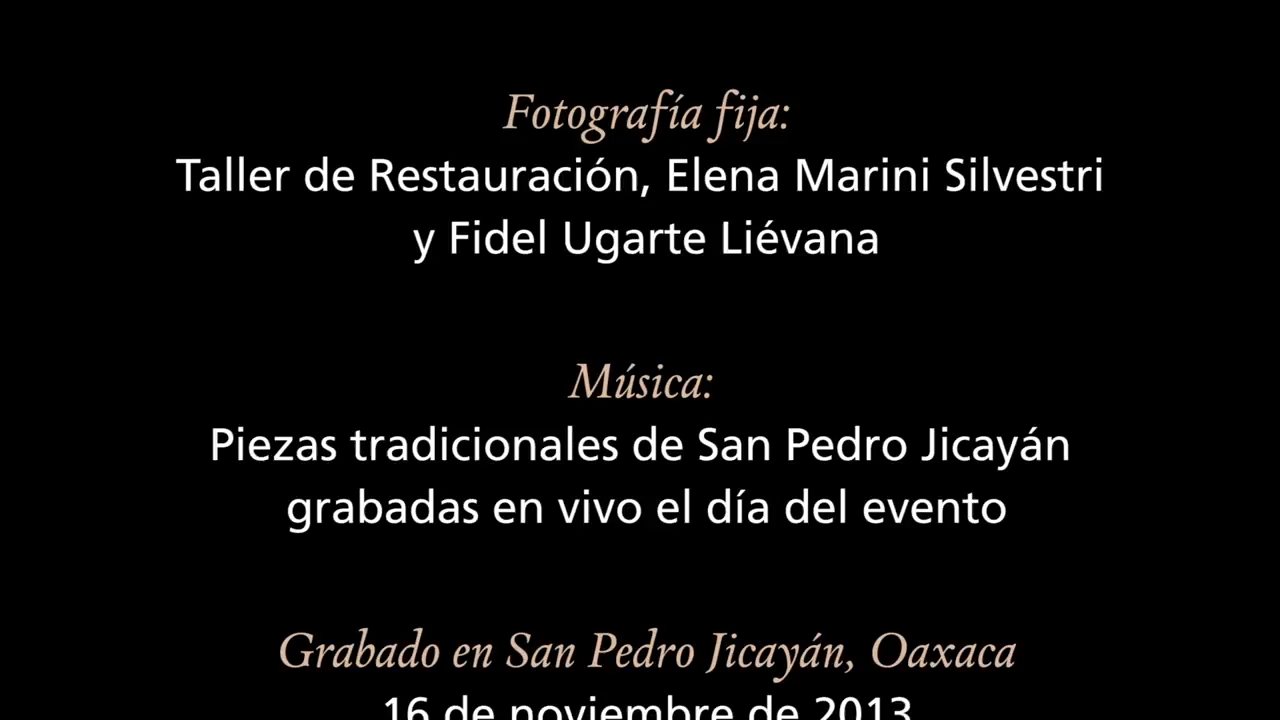 Fotografía fija:
Taller de Restauración, Elena Marini Silvestri
y Fidel Ugarte Liévana
Música:
Piezas tradicionales de San Pedro Jicayán
grabadas en vivo el día del evento
Grabado en San Pedro Jicayán, Oaxaca
16 de noviembre de 2013